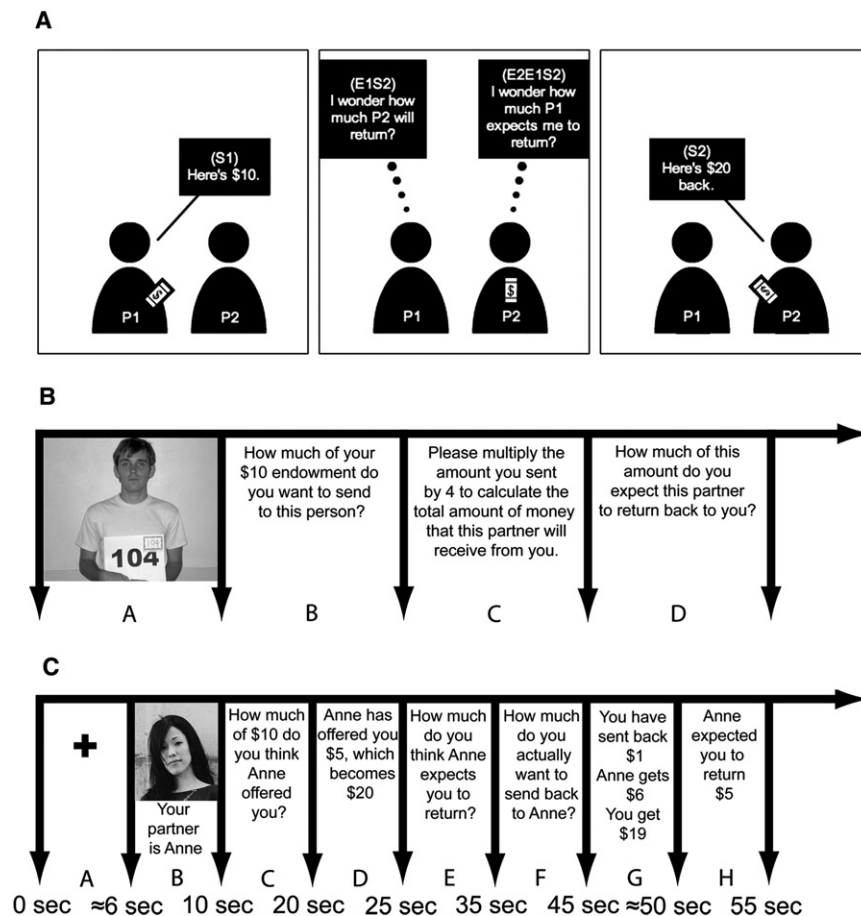 A
(S1)
Here's $10.
P1
P2
(E1S2)
I wonder how
much P2 will
return?
(E2E1S2)
I wonder how
much P1
expects me to
return?
$
P1
P2
(S2)
Here's $20
back.
$
P1
P2
B
104
How much of your
$10 endowment do
you want to send
to this person?
Please multiply the
amount you sent
by 4 to calculate the
total amount of money
that this partner will
receive from you.
How much of this
amount do you
expect this partner
to return back to you?
A
B
C
D
C
Your
partner
is Anne
How much
of $10 do
you think
Anne
offered
you?
Anne has
offered you
$5, which
becomes
$20
How much
do you
think Anne
expects
you to
return?
How much
do you
actually
want to
send back
to Anne?
You have
sent back
$1
Anne gets
$6
You get
$19
Anne
expected
you to
return
$5
A
B
C
D
E
F
G
H
0 sec
≈6 sec
10 sec
20 sec
25 sec
35 sec
45 sec
≈50 sec
55 sec